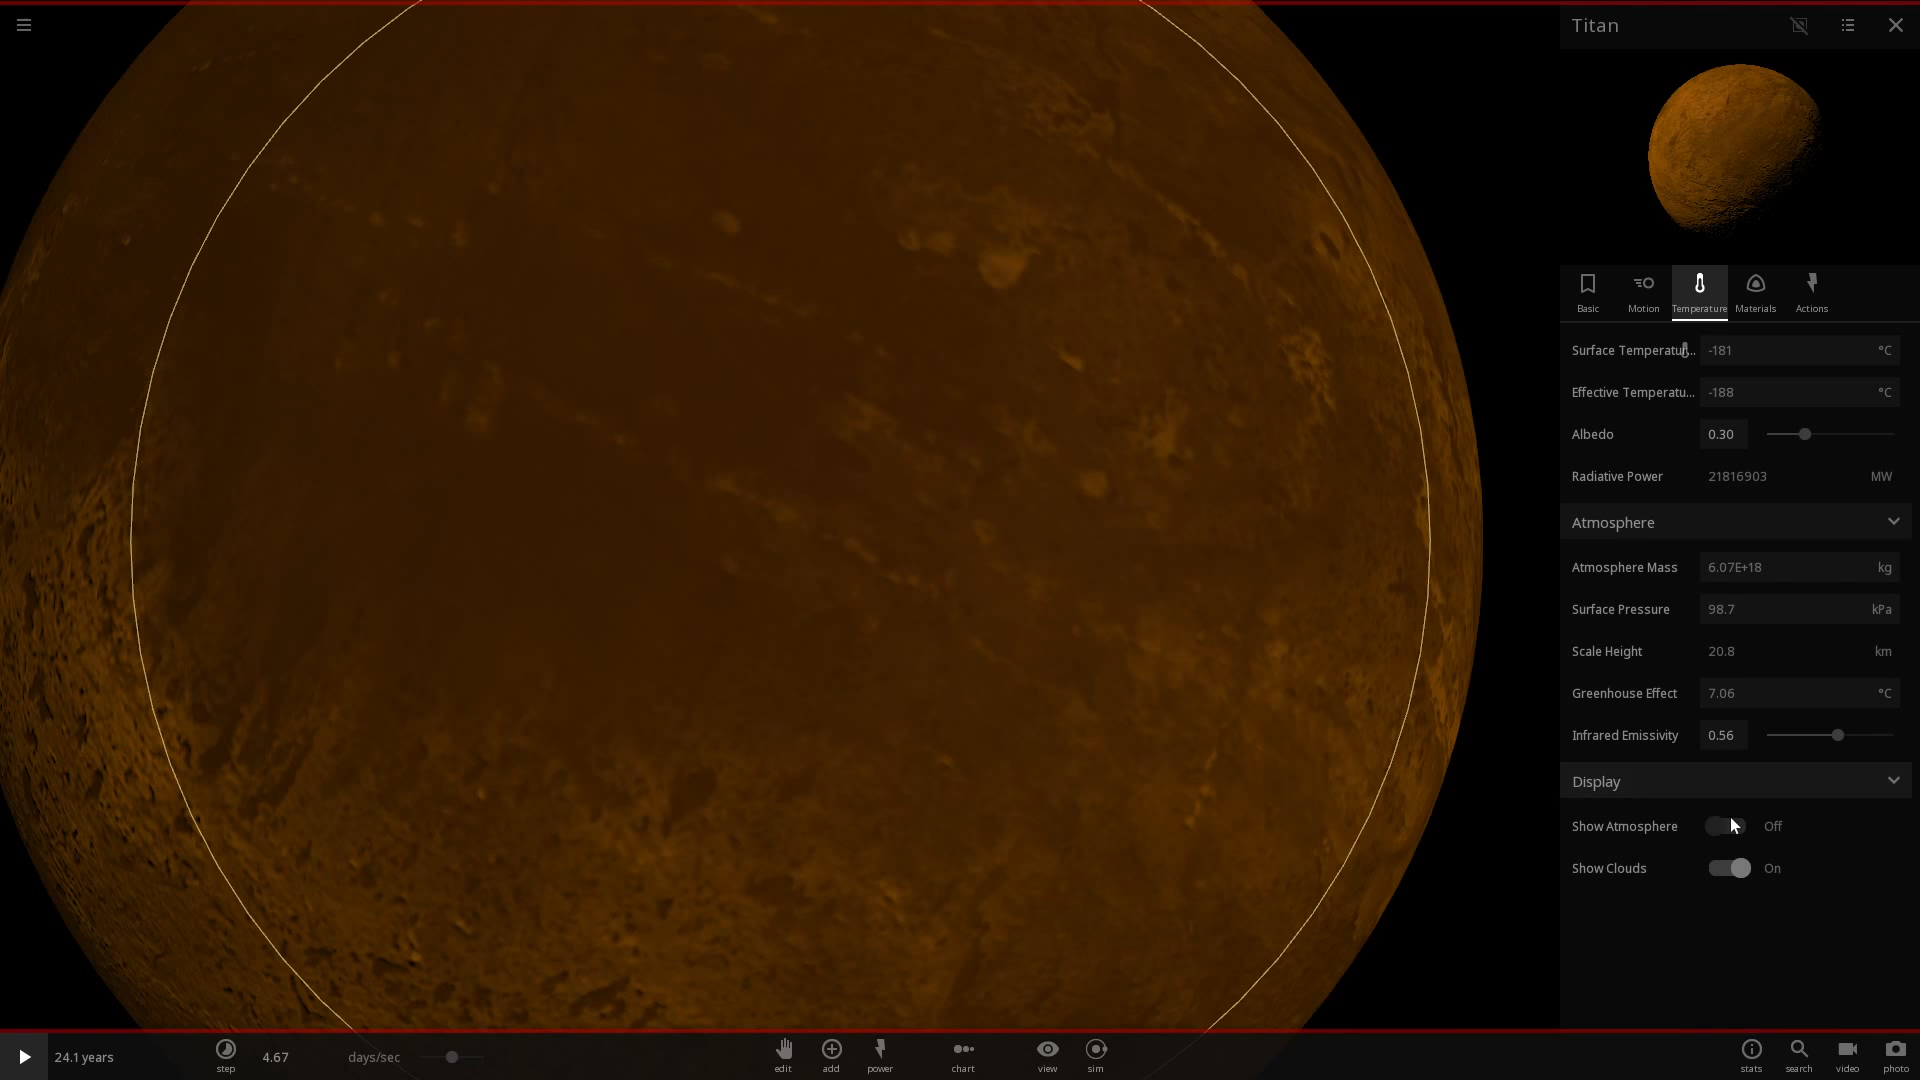 Titan
Basic Motion Temperature Materials Actions
Surface Temperatur... -181 °C
Effective Temperatu... -188 °C
Albedo 0.30
Radiative Power 21816903 MW
Atmosphere
Atmosphere Mass 6.07E+18 kg
Surface Pressure 98.7 kPa
Scale Height 20.8 km
Greenhouse Effect 7.06 °C
Infrared Emissivity 0.56
Display
Show Atmosphere Off
Show Clouds On
24.1 years step 4.67 days/sec edit add power chart view sim stats search video photo